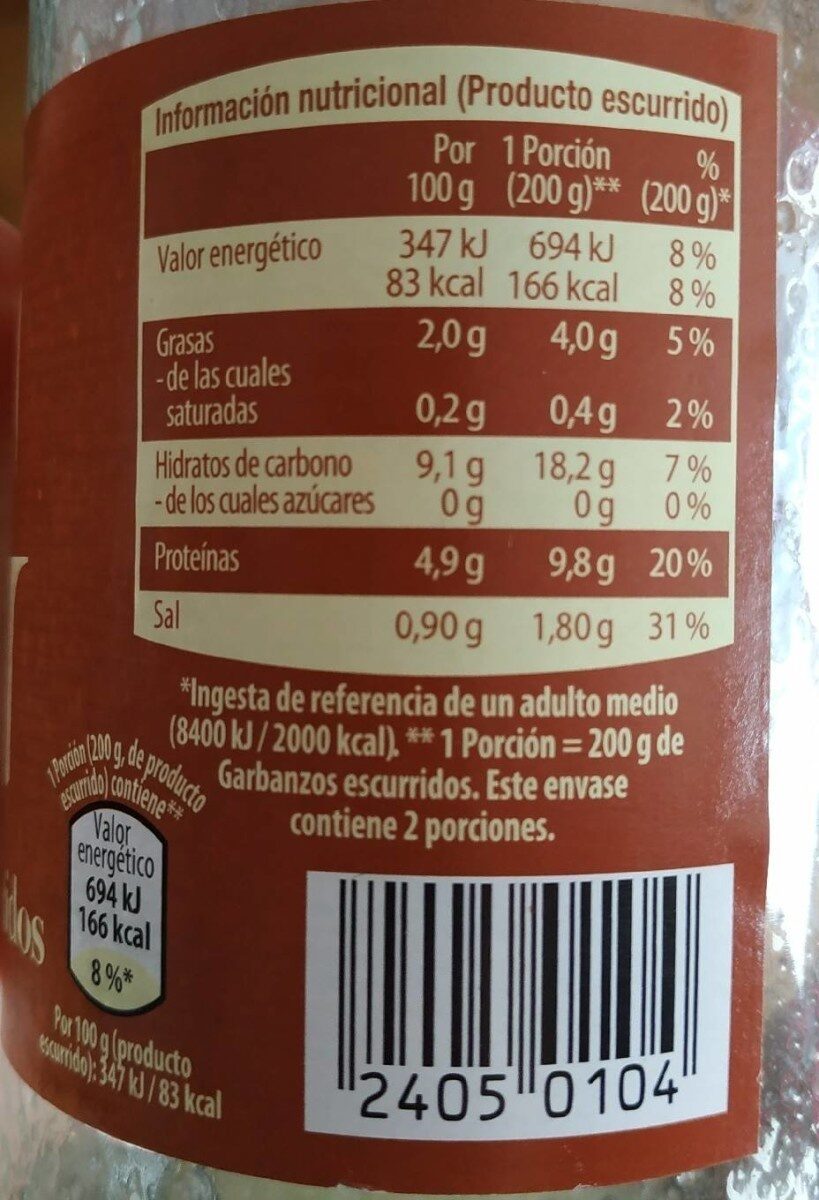 Información nutricional (Producto escurrido)
Por 1 Porción %
100 g (200 g)** (200 g)*
Valor energético 347 kJ 694 kJ 8 %
83 kcal 166 kcal 8 %
Grasas 2,0 g 4,0 g 5 %
- de las cuales
saturadas 0,2 g 0,4 g 2 %
Hidratos de carbono 9,1 g 18,2 g 7 %
- de los cuales azúcares 0 g 0 g 0 %
Proteínas 4,9 g 9,8 g 20 %
Sal 0,90 g 1,80 g 31 %
*Ingesta de referencia de un adulto medio
(8400 kJ / 2000 kcal). ** 1 Porción = 200 g de
Garbanzos escurridos. Este envase
contiene 2 porciones.
1 Porción (200 g, de producto
escurrido) contiene**
Valor
energético
694 kJ
166 kcal
8 %*
Por 100 g (producto
escurrido): 347 kJ / 83 kcal
2405 0104